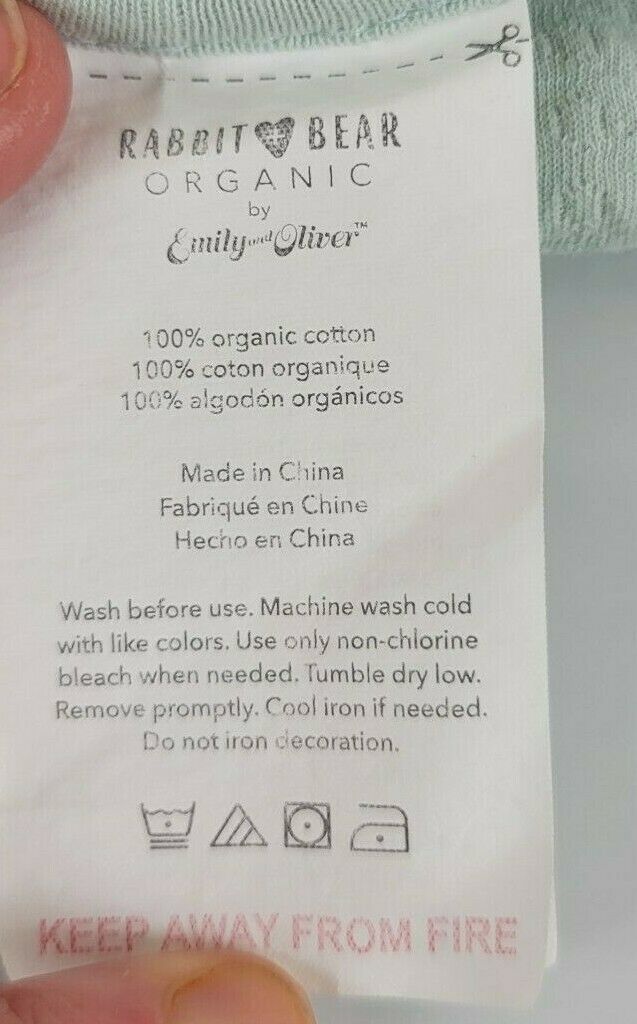 RABBIT BEAR
ORGANIC
by
Emily and Oliver™
100% organic cotton
100% coton organique
100% algodón orgánicos
Made in China
Fabriqué en Chine
Hecho en China
Wash before use. Machine wash cold
with like colors. Use only non-chlorine
bleach when needed. Tumble dry low.
Remove promptly. Cool iron if needed.
Do not iron decoration.
KEEP AWAY FROM FIRE